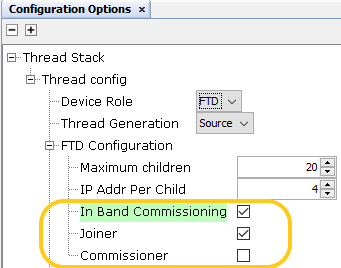 Configuration Options ×
Thread Stack
Thread config
Device Role FTD
Thread Generation Source
FTD Configuration
Maximum children 20
IP Addr Per Child 4
In Band Commissioning
Joiner
Commissioner